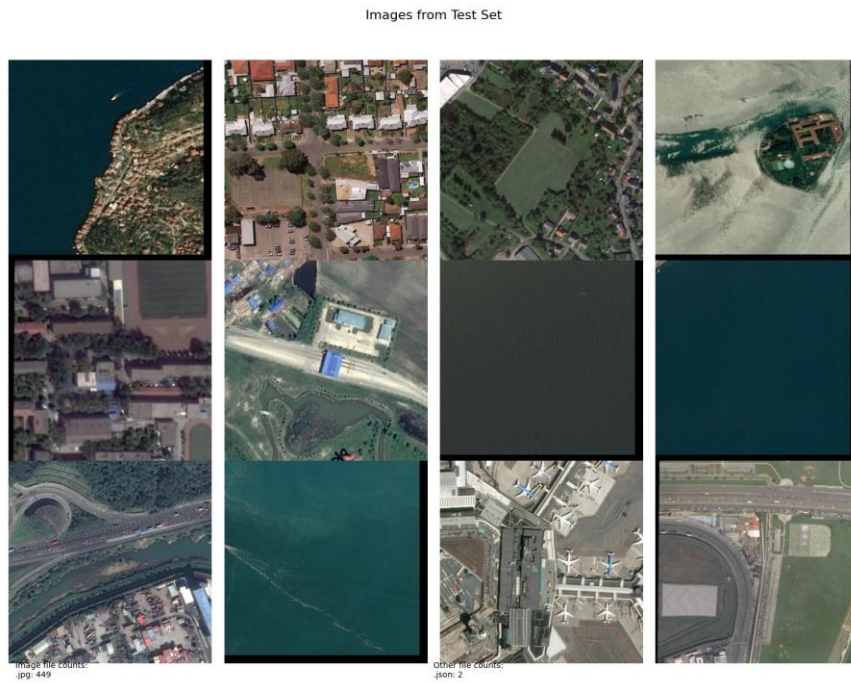 Images from Test Set
Image file counts:
.jpg: 449
Other file counts:
.json: 2